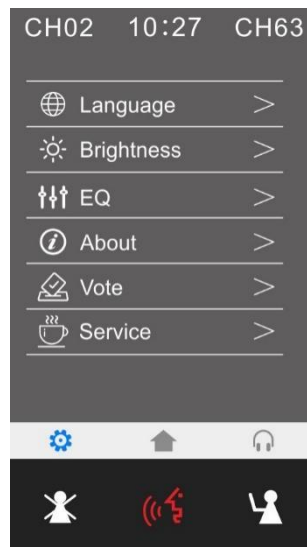 CH02 10:27 CH63
Language >
Brightness >
EQ >
About >
Vote >
Service >